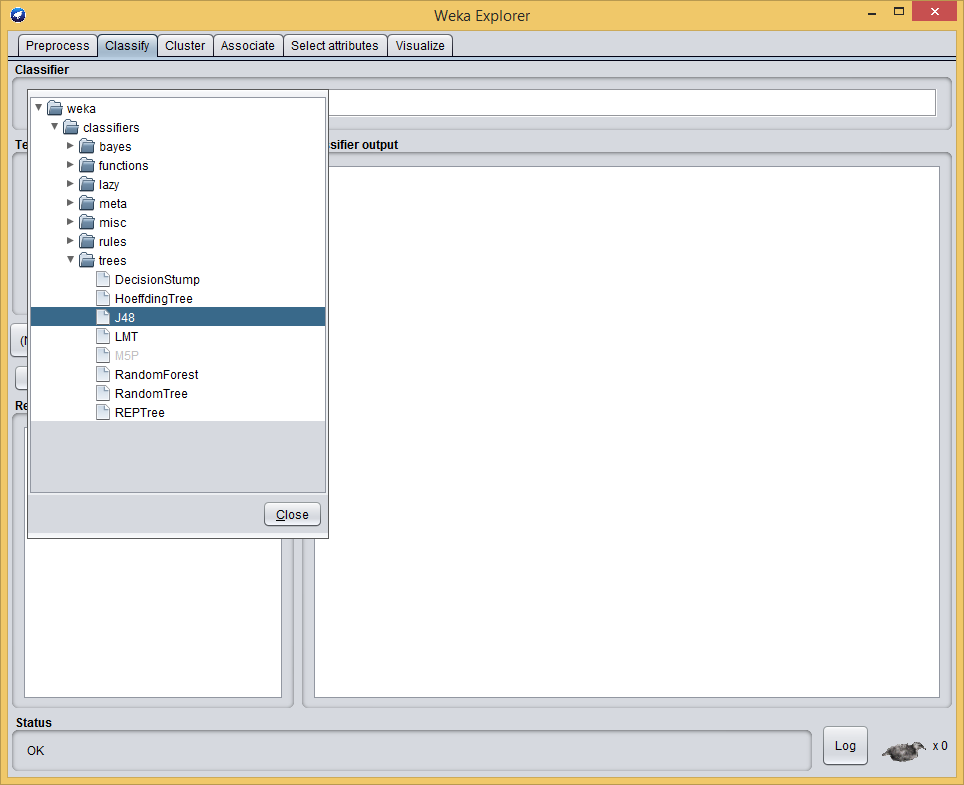 Weka Explorer
Preprocess Classify Cluster Associate Select attributes Visualize
Classifier
weka
classifiers
bayes
functions
lazy
meta
misc
rules
trees
DecisionStump
HoeffdingTree
J48
LMT
M5P
RandomForest
RandomTree
REPTree
Close
Te
(N
Re
ssifier output
Status
OK
Log
x 0